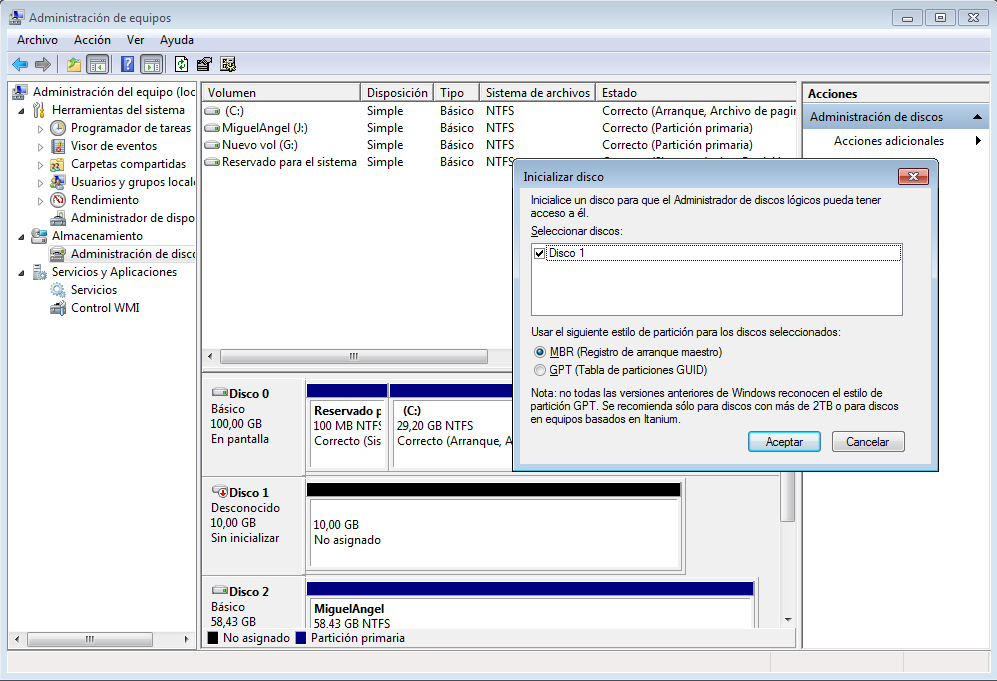 Administración de equipos
Archivo Acción Ver Ayuda
Administración del equipo (loc
Herramientas del sistema
Programador de tareas
Visor de eventos
Carpetas compartidas
Usuarios y grupos locale
Rendimiento
Administrador de dispo
Almacenamiento
Administración de disco
Servicios y Aplicaciones
Servicios
Control WMI
Volumen Disposición Tipo Sistema de archivos Estado
(C:) Simple Básico NTFS Correcto (Arranque, Archivo de pagin
MiguelAngel (J:) Simple Básico NTFS Correcto (Partición primaria)
Nuevo vol (G:) Simple Básico NTFS Correcto (Partición primaria)
Reservado para el sistema Simple Básico NTFS
Acciones
Administración de discos
Acciones adicionales
Inicializar disco
Inicialice un disco para que el Administrador de discos lógicos pueda tener
acceso a él.
Seleccionar discos:
Disco 1
Usar el siguiente estilo de partición para los discos seleccionados:
MBR (Registro de arranque maestro)
GPT (Tabla de particiones GUID)
Nota: no todas las versiones anteriores de Windows reconocen el estilo de
partición GPT. Se recomienda sólo para discos con más de 2TB o para discos
en equipos basados en Itanium.
Aceptar Cancelar
Disco 0
Básico
100,00 GB
En pantalla
Reservado p
100 MB NTFS
Correcto (Sis
(C:)
29,20 GB NTFS
Correcto (Arranque, A
Disco 1
Desconocido
10,00 GB
Sin inicializar
10,00 GB
No asignado
Disco 2
Básico
58,43 GB
MiguelAngel
58,43 GB NTFS
No asignado Partición primaria